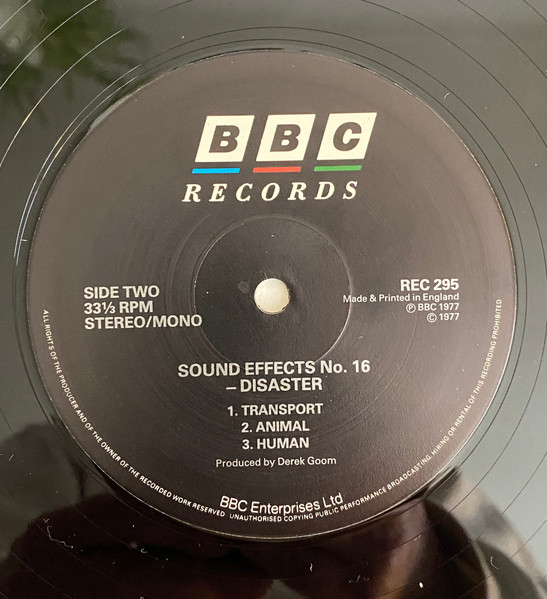 BBC
RECORDS
SIDE TWO
33⅓ RPM
STEREO/MONO
REC 295
Made & Printed in England
Ⓟ BBC 1977
© 1977
SOUND EFFECTS No. 16
– DISASTER
1. TRANSPORT
2. ANIMAL
3. HUMAN
Produced by Derek Goom
BBC Enterprises Ltd
ALL RIGHTS OF THE PRODUCER AND OF THE OWNER OF THE RECORDED WORK RESERVED UNAUTHORISED COPYING PUBLIC PERFORMANCE BROADCASTING, HIRING OR RENTAL OF THIS RECORDING PROHIBITED